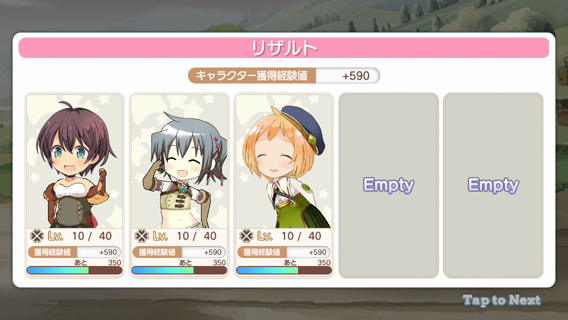 リザルト
キャラクター獲得経験値 +590
Lv. 10 / 40
獲得経験値 +590
あと 350
Lv. 10 / 40
獲得経験値 +590
あと 350
Lv. 10 / 40
獲得経験値 +590
あと 350
Empty
Empty
Tap to Next